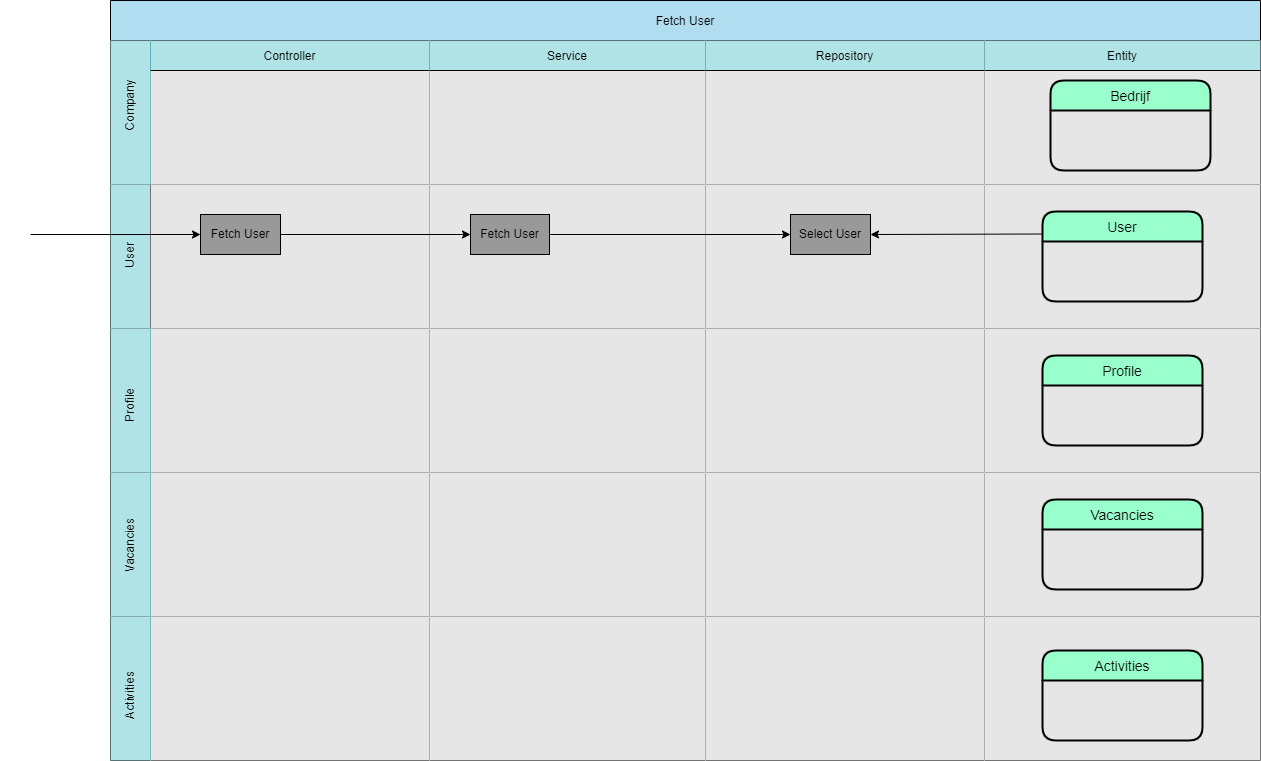 Fetch User
Controller
Service
Repository
Entity
Company
Bedrijf
User
Fetch User
Fetch User
Select User
User
Profile
Profile
Vacancies
Vacancies
Activities
Activities